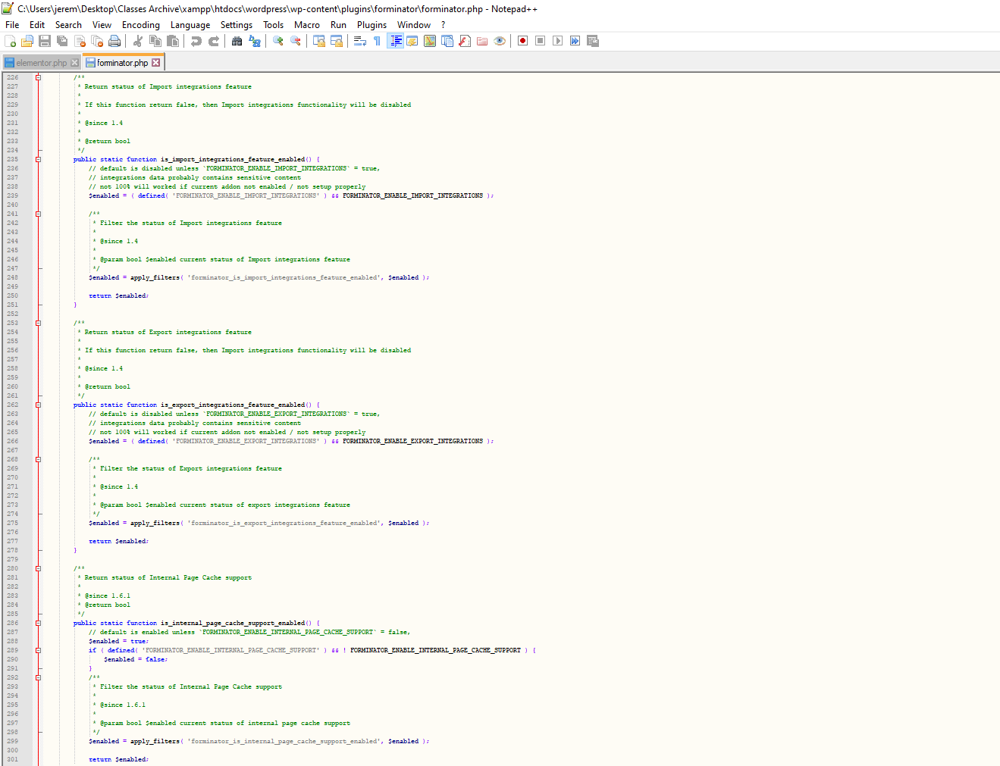 C:\Users\jerem\Desktop\Classes Archive\xampp\htdocs\wordpress\wp-content\plugins\forminator\forminator.php - Notepad++
File Edit Search View Encoding Language Settings Tools Macro Run Plugins Window ?
elementor.php forminator.php
226 /**
227 * Return status of Import integrations feature
228 *
229 * If this function return false, then Import integrations functionality will be disabled
230 *
231 * @since 1.4
232 *
233 * @return bool
234 */
235 public static function is_import_integrations_feature_enabled() {
236 // default is disabled unless `FORMINATOR_ENABLE_IMPORT_INTEGRATIONS` = true,
237 // integrations data probably contains sensitive content
238 // not 100% will worked if current addon not enabled / not setup properly
239 $enabled = ( defined( 'FORMINATOR_ENABLE_IMPORT_INTEGRATIONS' ) && FORMINATOR_ENABLE_IMPORT_INTEGRATIONS );
240
241 /**
242 * Filter the status of Import integrations feature
243 *
244 * @since 1.4
245 *
246 * @param bool $enabled current status of Import integrations feature
247 */
248 $enabled = apply_filters( 'forminator_is_import_integrations_feature_enabled', $enabled );
249
250 return $enabled;
251 }
252
253 /**
254 * Return status of Export integrations feature
255 *
256 * If this function return false, then Import integrations functionality will be disabled
257 *
258 * @since 1.4
259 *
260 * @return bool
261 */
262 public static function is_export_integrations_feature_enabled() {
263 // default is disabled unless `FORMINATOR_ENABLE_EXPORT_INTEGRATIONS` = true,
264 // integrations data probably contains sensitive content
265 // not 100% will worked if current addon not enabled / not setup properly
266 $enabled = ( defined( 'FORMINATOR_ENABLE_EXPORT_INTEGRATIONS' ) && FORMINATOR_ENABLE_EXPORT_INTEGRATIONS );
267
268 /**
269 * Filter the status of Export integrations feature
270 *
271 * @since 1.4
272 *
273 * @param bool $enabled current status of export integrations feature
274 */
275 $enabled = apply_filters( 'forminator_is_export_integrations_feature_enabled', $enabled );
276
277 return $enabled;
278 }
279
280 /**
281 * Return status of Internal Page Cache support
282 *
283 * @since 1.6.1
284 * @return bool
285 */
286 public static function is_internal_page_cache_support_enabled() {
287 // default is enabled unless `FORMINATOR_ENABLE_INTERNAL_PAGE_CACHE_SUPPORT` = false,
288 $enabled = true;
289 if ( defined( 'FORMINATOR_ENABLE_INTERNAL_PAGE_CACHE_SUPPORT' ) && ! FORMINATOR_ENABLE_INTERNAL_PAGE_CACHE_SUPPORT ) {
290 $enabled = false;
291 }
292 /**
293 * Filter the status of Internal Page Cache support
294 *
295 * @since 1.6.1
296 *
297 * @param bool $enabled current status of internal page cache support
298 */
299 $enabled = apply_filters( 'forminator_is_internal_page_cache_support_enabled', $enabled );
300
301 return $enabled;